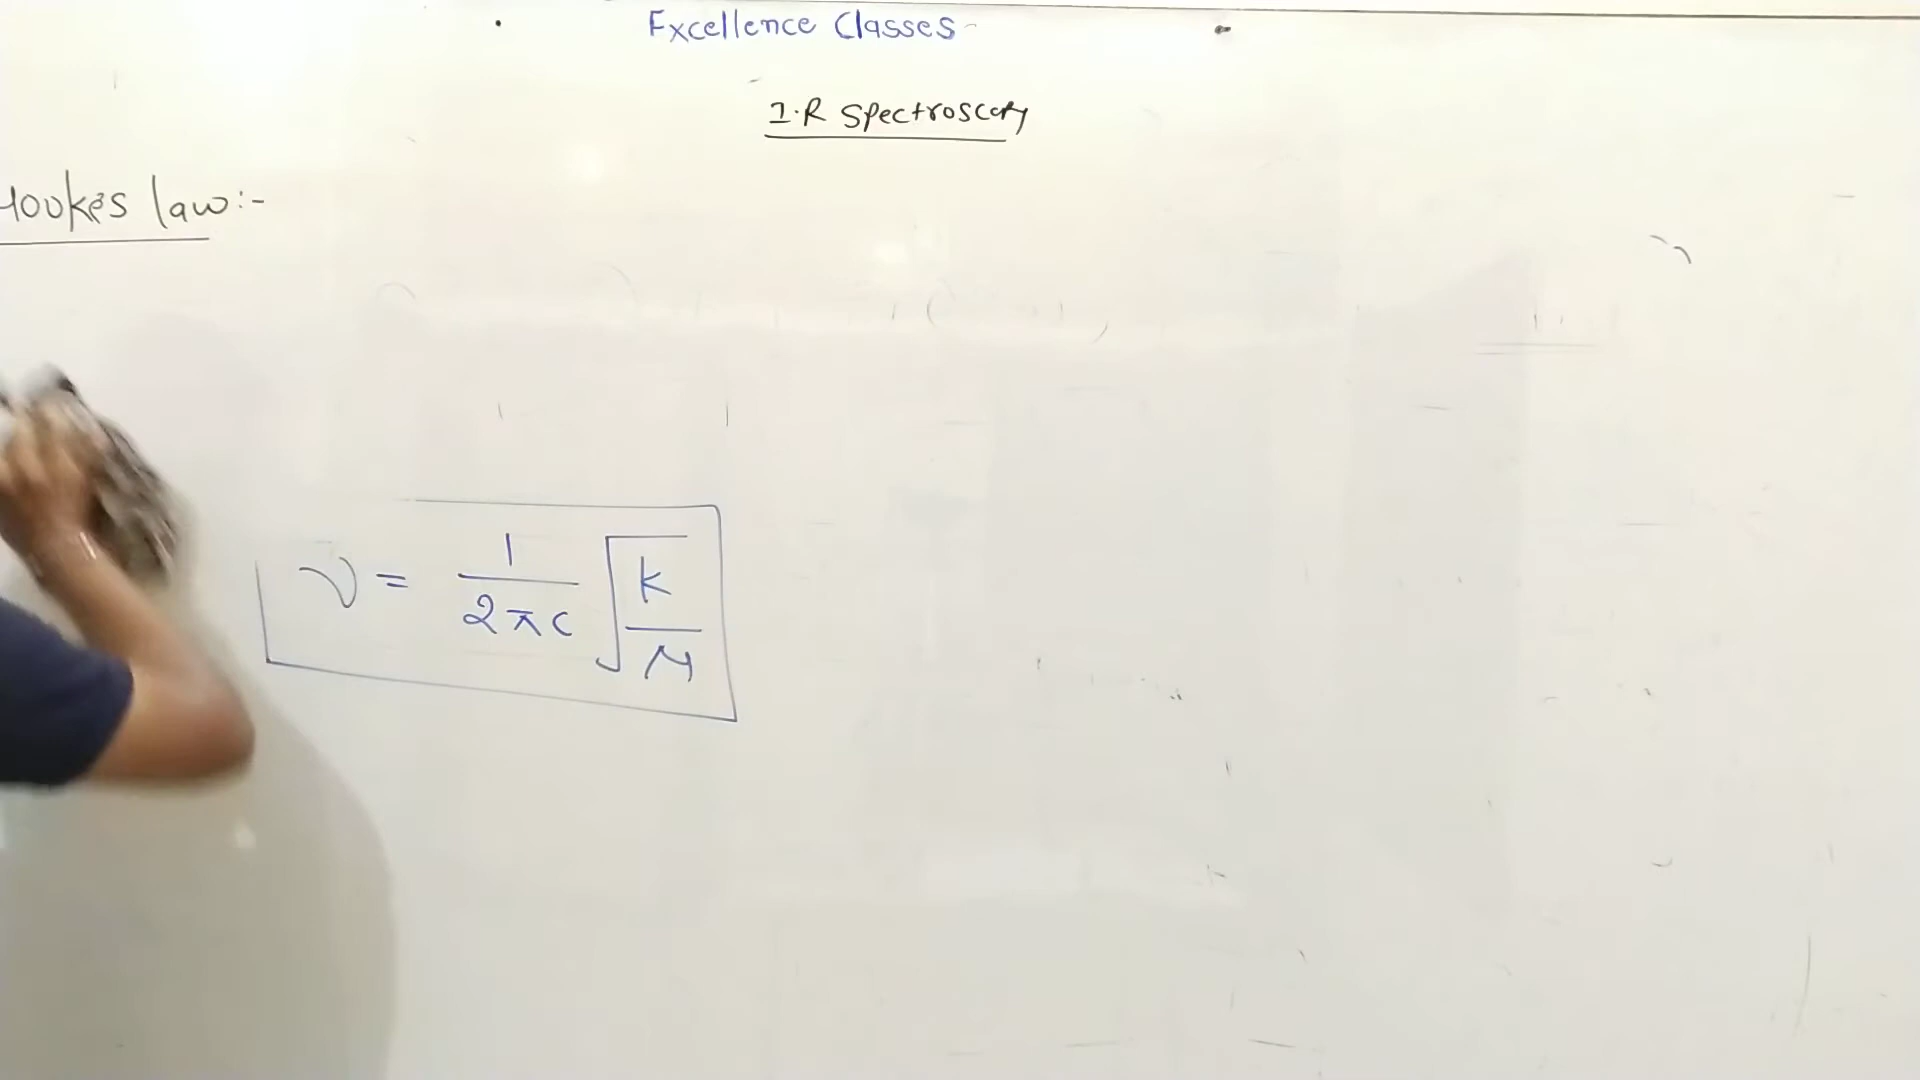 Excellence Classes
I.R Spectroscopy
Hookes law:-
ν = 1 / 2πc √ k / μ